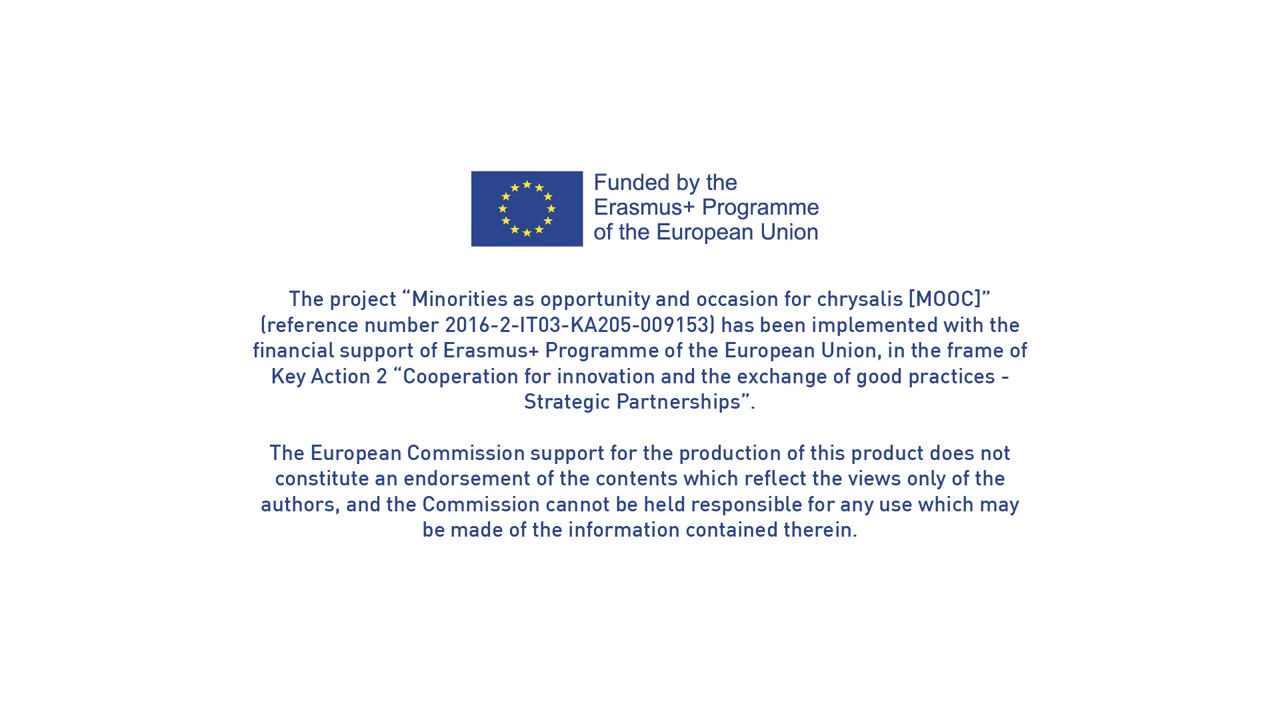 Funded by the
Erasmus+ Programme
of the European Union
The project “Minorities as opportunity and occasion for chrysalis [MOOC]”
(reference number 2016-2-IT03-KA205-009153) has been implemented with the
financial support of Erasmus+ Programme of the European Union, in the frame of
Key Action 2 “Cooperation for innovation and the exchange of good practices -
Strategic Partnerships”.
The European Commission support for the production of this product does not
constitute an endorsement of the contents which reflect the views only of the
authors, and the Commission cannot be held responsible for any use which may
be made of the information contained therein.